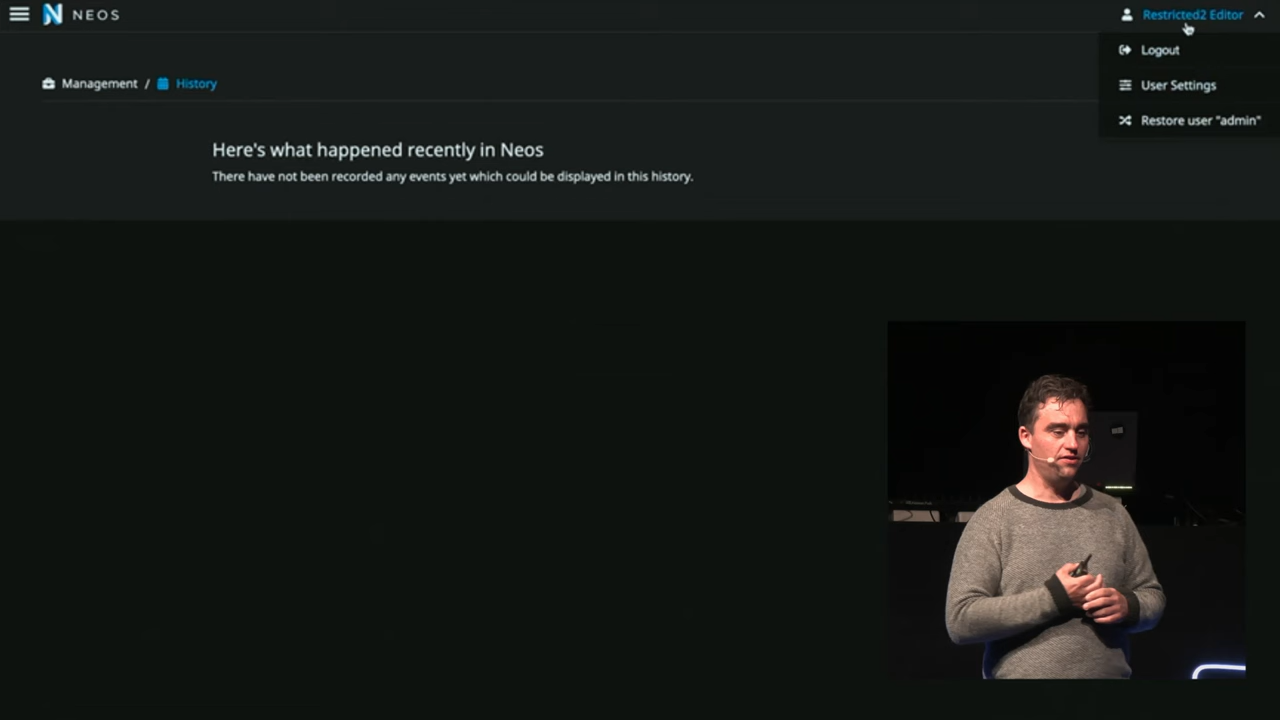 NEOS
Restricted2 Editor
Logout
Management / History
User Settings
Restore user "admin"
Here's what happened recently in Neos
There have not been recorded any events yet which could be displayed in this history.